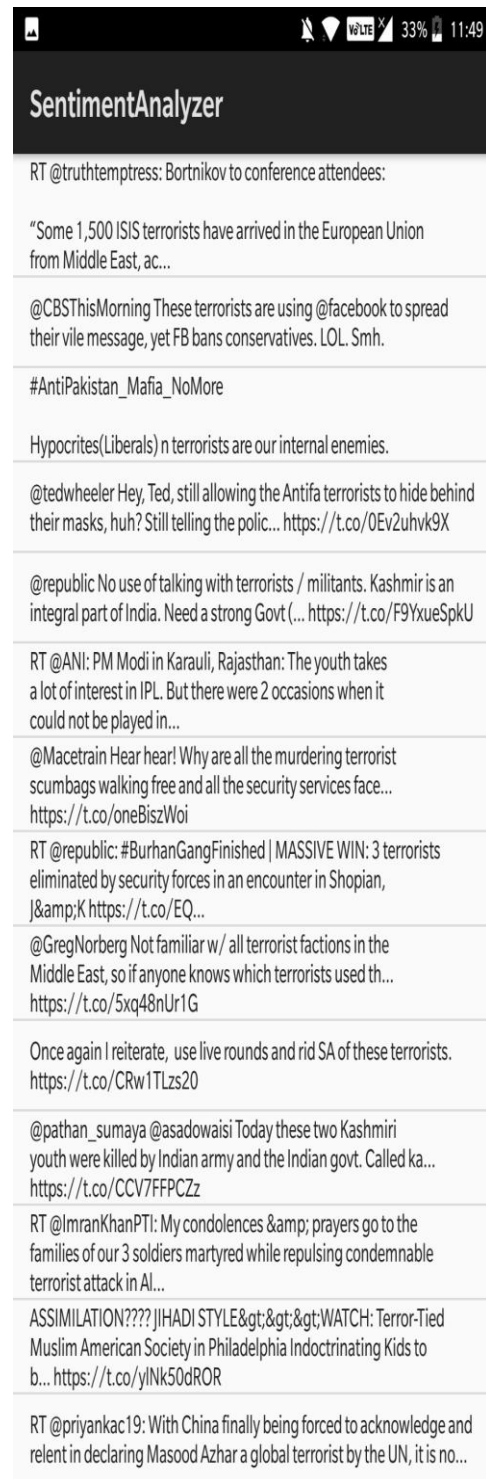 VoLTE 33% 11:49
SentimentAnalyzer
RT @truthtemptress: Bortnikov to conference attendees:
“Some 1,500 ISIS terrorists have arrived in the European Union
from Middle East, ac...
@CBSThisMorning These terrorists are using @facebook to spread
their vile message, yet FB bans conservatives. LOL. Smh.
#AntiPakistan_Mafia_NoMore
Hypocrites(Liberals) n terrorists are our internal enemies.
@tedwheeler Hey, Ted, still allowing the Antifa terrorists to hide behind
their masks, huh? Still telling the polic... https://t.co/0Ev2uhvk9X
@republic No use of talking with terrorists / militants. Kashmir is an
integral part of India. Need a strong Govt (... https://t.co/F9YxueSpkU
RT @ANI: PM Modi in Karauli, Rajasthan: The youth takes
a lot of interest in IPL. But there were 2 occasions when it
could not be played in...
@Macetrain Hear hear! Why are all the murdering terrorist
scumbags walking free and all the security services face...
https://t.co/oneBiszWoi
RT @republic: #BurhanGangFinished | MASSIVE WIN: 3 terrorists
eliminated by security forces in an encounter in Shopian,
J&amp;K https://t.co/EQ...
@GregNorberg Not familiar w/ all terrorist factions in the
Middle East, so if anyone knows which terrorists used th...
https://t.co/5xq48nUr1G
Once again I reiterate,  use live rounds and rid SA of these terrorists.
https://t.co/CRw1TLzs20
@pathan_sumaya @asadowaisi Today these two Kashmiri
youth were killed by Indian army and the Indian govt. Called ka...
https://t.co/CCV7FFPCZz
RT @ImranKhanPTI: My condolences &amp; prayers go to the
families of our 3 soldiers martyred while repulsing condemnable
terrorist attack in Al...
ASSIMILATION???? JIHADI STYLE&gt;&gt;&gt;WATCH: Terror-Tied
Muslim American Society in Philadelphia Indoctrinating Kids to
b... https://t.co/ylNk50dROR
RT @priyankac19: With China finally being forced to acknowledge and
relent in declaring Masood Azhar a global terrorist by the UN, it is no...